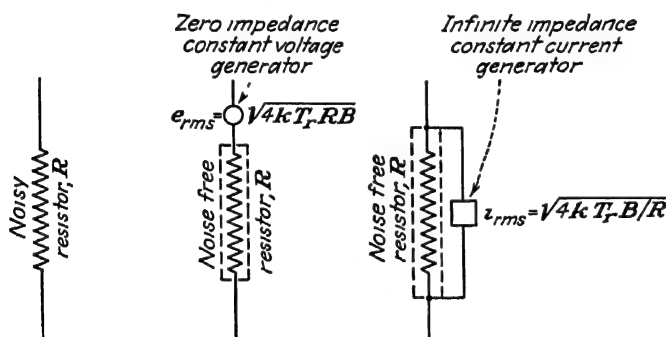 Zero impedance
constant voltage
generator
Infinite impedance
constant current
generator
e_rms = √4kT_rRB
Noisy
resistor, R
Noise free
resistor, R
Noise free
resistor, R
ı_rms = √4kT_rB/R